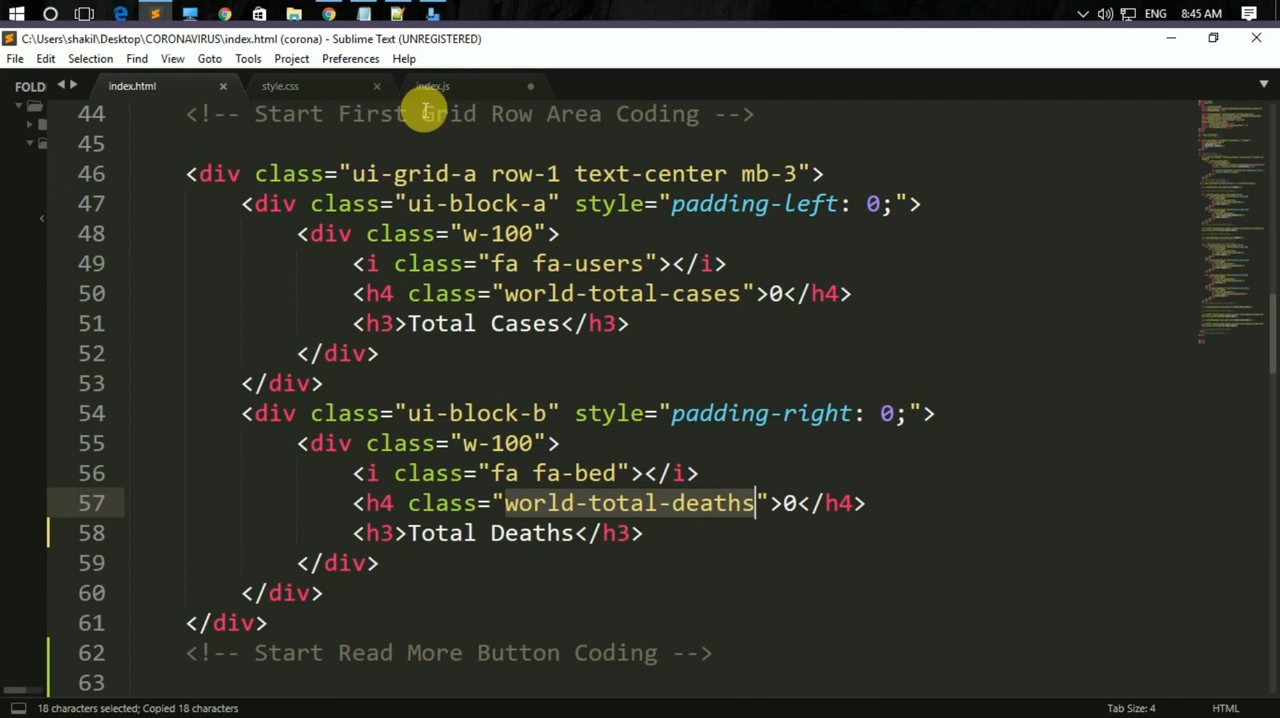 ENG 8:45 AM
C:\Users\shakil\Desktop\CORONAVIRUS\index.html (corona) - Sublime Text (UNREGISTERED)
File Edit Selection Find View Goto Tools Project Preferences Help
FOLD index.html style.css index.js
44 <!-- Start First Grid Row Area Coding -->
45
46 <div class="ui-grid-a row-1 text-center mb-3">
47 <div class="ui-block-a" style="padding-left: 0;">
48 <div class="w-100">
49 <i class="fa fa-users"></i>
50 <h4 class="world-total-cases">0</h4>
51 <h3>Total Cases</h3>
52 </div>
53 </div>
54 <div class="ui-block-b" style="padding-right: 0;">
55 <div class="w-100">
56 <i class="fa fa-bed"></i>
57 <h4 class="world-total-deaths">0</h4>
58 <h3>Total Deaths</h3>
59 </div>
60 </div>
61 </div>
62 <!-- Start Read More Button Coding -->
63
18 characters selected; Copied 18 characters Tab Size: 4 HTML